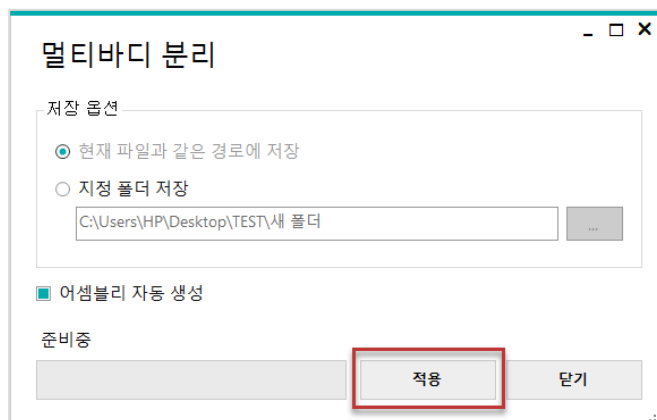 멀티바디 분리
저장 옵션
현재 파일과 같은 경로에 저장
지정 폴더 저장
C:\Users\HP\Desktop\TEST\새 폴더
...
어셈블리 자동 생성
준비중
적용
닫기